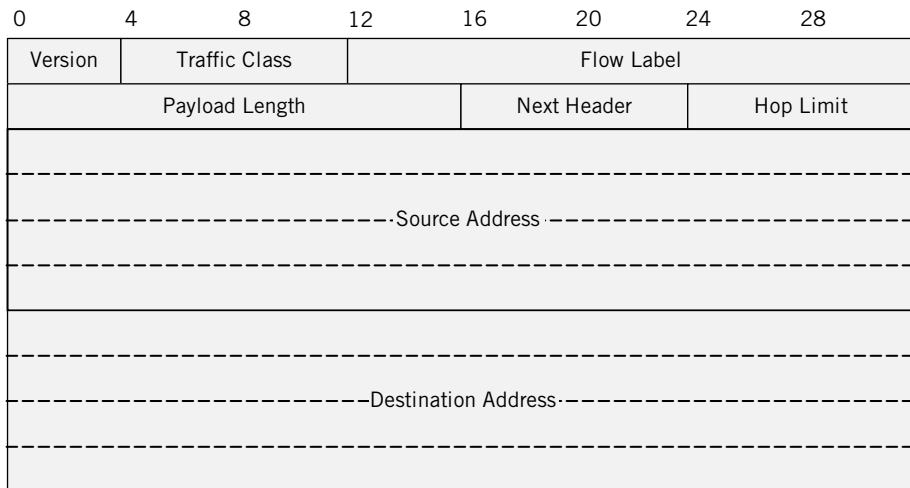 0 4 8 12 16 20 24 28
Version Traffic Class Flow Label
Payload Length Next Header Hop Limit
Source Address
Destination Address